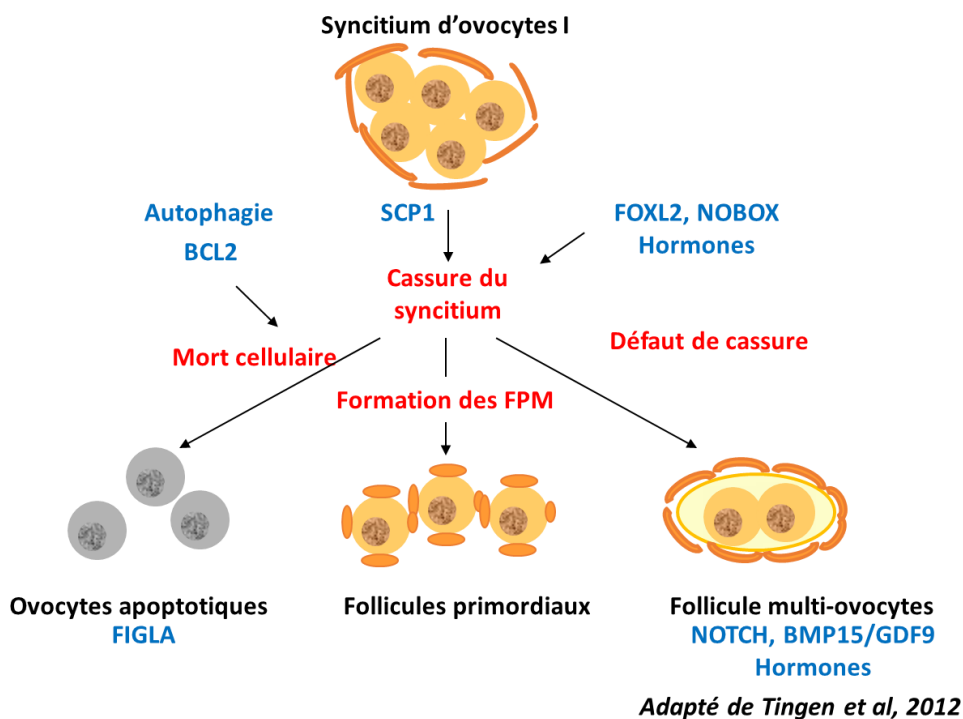 Syncitium d'ovocytes I
Autophagie
BCL2
SCP1
FOXL2, NOBOX
Hormones
Cassure du
syncitium
Mort cellulaire
Défaut de cassure
Formation des FPM
Ovocytes apoptotiques
FIGLA
Follicules primordiaux
Follicule multi-ovocytes
NOTCH, BMP15/GDF9
Hormones
Adapté de Tingen et al, 2012